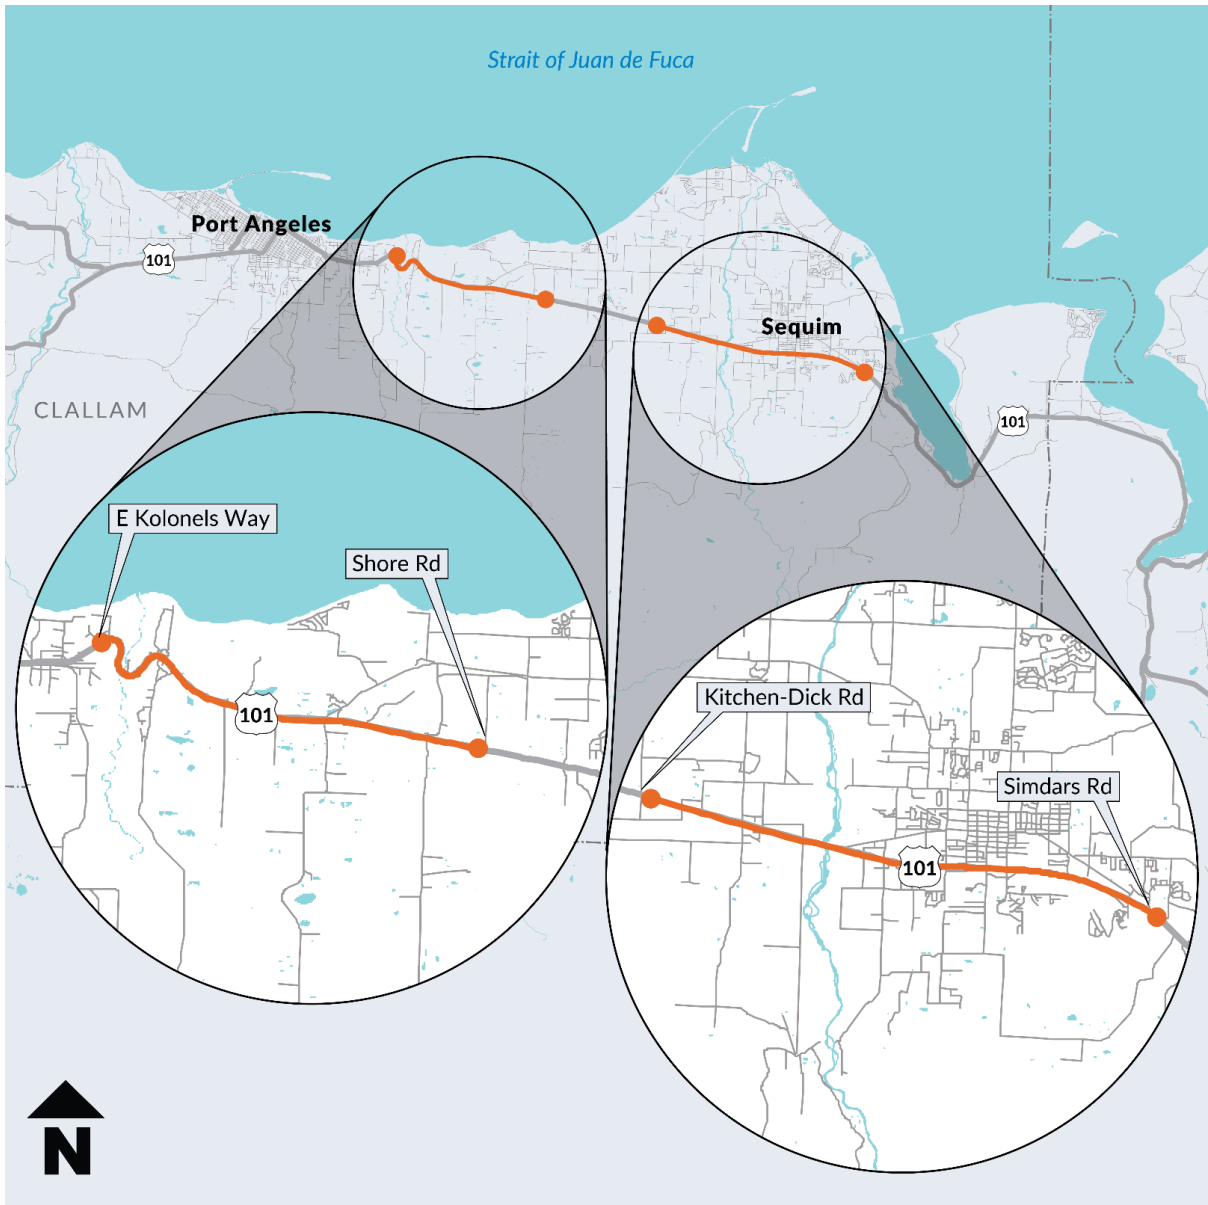 Strait of Juan de Fuca
Port Angeles
101
Sequim
CLALLAM
101
E Kolonels Way
Shore Rd
101
Kitchen-Dick Rd
Simdars Rd
101
N